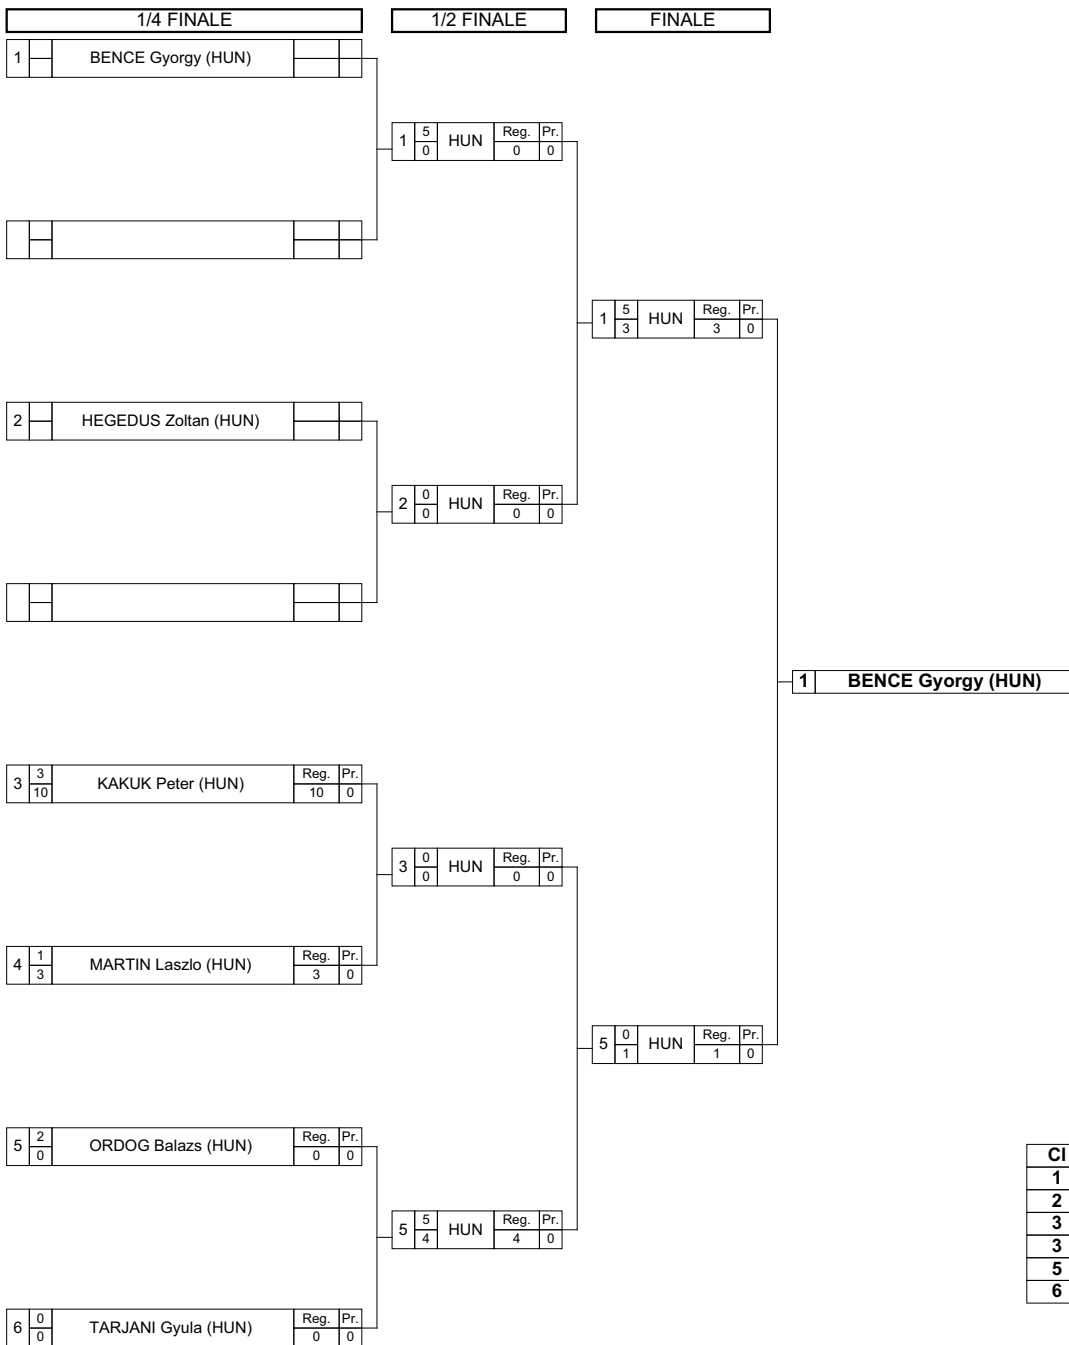 1/4 FINALE 1/2 FINALE FINALE
1 BENCE Gyorgy (HUN)
1 5 0 HUN Reg. 0 Pr. 0
1 5 3 HUN Reg. 3 Pr. 0
2 HEGEDUS Zoltan (HUN)
2 0 0 HUN Reg. 0 Pr. 0
1 BENCE Gyorgy (HUN)
3 3 10 KAKUK Peter (HUN) Reg. 10 Pr. 0
3 0 0 HUN Reg. 0 Pr. 0
4 1 3 MARTIN Laszlo (HUN) Reg. 3 Pr. 0
5 0 1 HUN Reg. 1 Pr. 0
5 2 0 ORDOG Balazs (HUN) Reg. 0 Pr. 0
5 5 4 HUN Reg. 4 Pr. 0
6 0 0 TARJANI Gyula (HUN) Reg. 0 Pr. 0
Cl
1
2
3
3
5
6